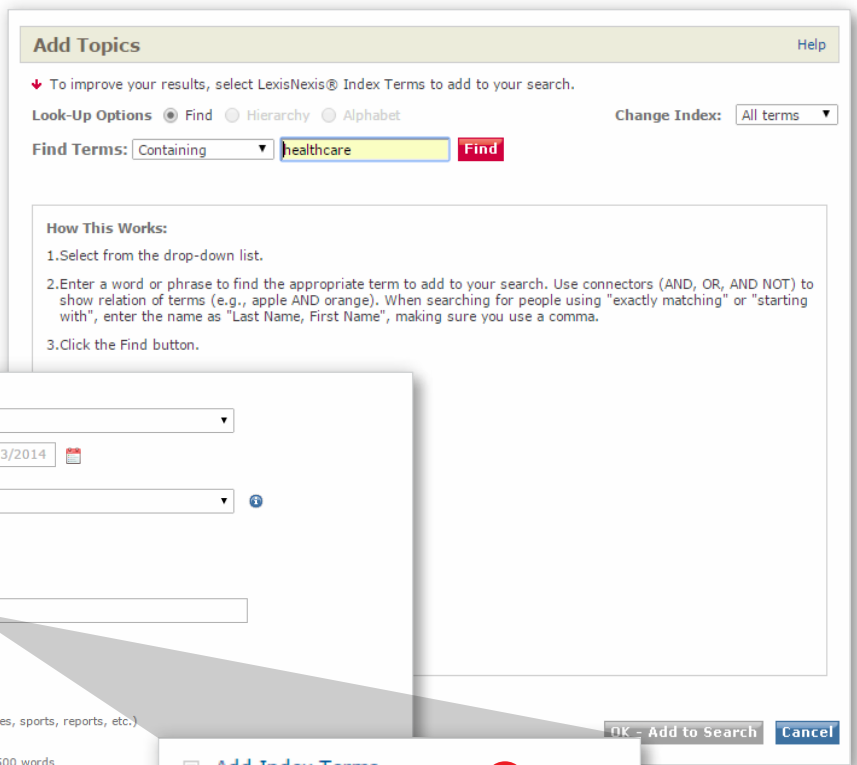 Add Topics Help
To improve your results, select LexisNexis® Index Terms to add to your search.
Look-Up Options Find Hierarchy Alphabet Change Index: All terms
Find Terms: Containing healthcare Find
How This Works:
1.Select from the drop-down list.
2.Enter a word or phrase to find the appropriate term to add to your search. Use connectors (AND, OR, AND NOT) to
show relation of terms (e.g., apple AND orange). When searching for people using "exactly matching" or "starting
with", enter the name as "Last Name, First Name", making sure you use a comma.
3.Click the Find button.
3/2014
es, sports, reports, etc.)
OK - Add to Search Cancel
500 words
Add Index Terms